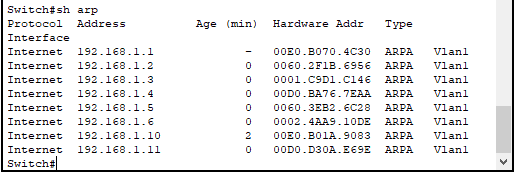 Switch#sh arp
Protocol  Address          Age (min)  Hardware Addr   Type
Interface
Internet  192.168.1.1             -   00E0.B070.4C30  ARPA   Vlan1
Internet  192.168.1.2             0   0060.2F1B.6956  ARPA   Vlan1
Internet  192.168.1.3             0   0001.C9D1.C146  ARPA   Vlan1
Internet  192.168.1.4             0   00D0.BA76.7EAA  ARPA   Vlan1
Internet  192.168.1.5             0   0060.3EB2.6C28  ARPA   Vlan1
Internet  192.168.1.6             0   0002.4AA9.10DE  ARPA   Vlan1
Internet  192.168.1.10            2   00E0.B01A.9083  ARPA   Vlan1
Internet  192.168.1.11            0   00D0.D30A.E69E  ARPA   Vlan1
Switch#